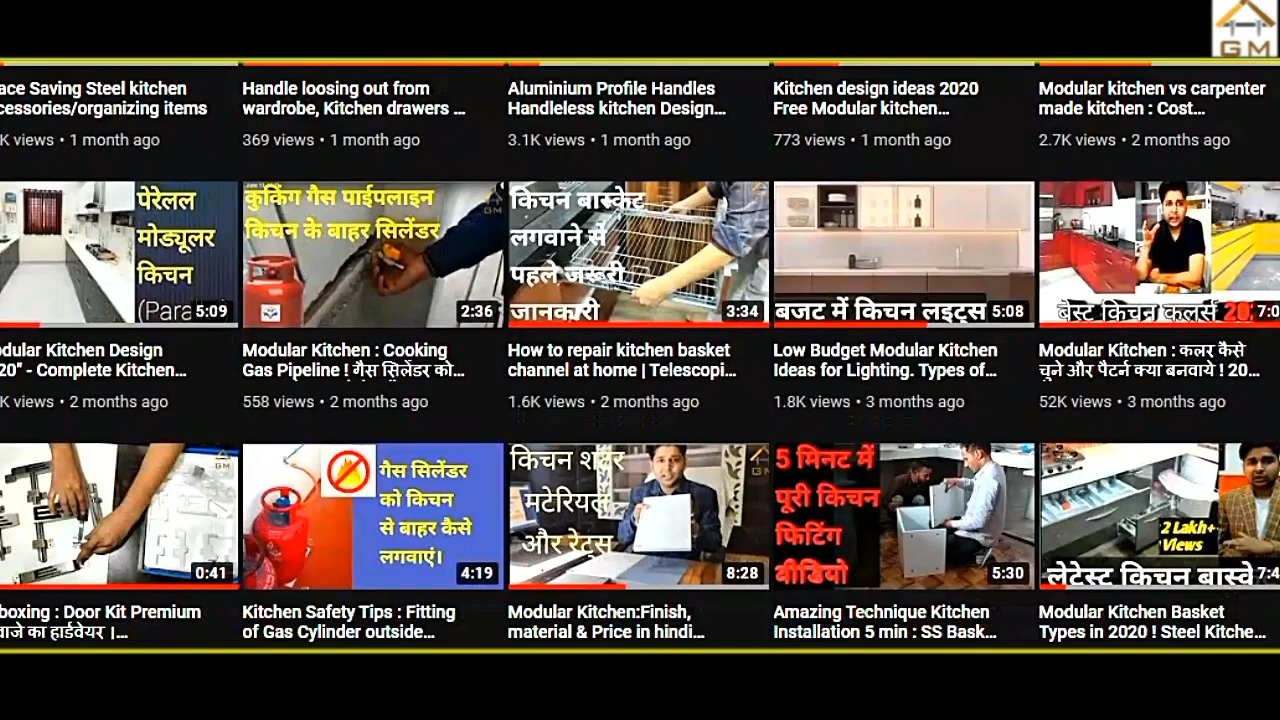 GM
ace Saving Steel kitchen
cessories/organizing items
K views • 1 month ago
Handle loosing out from
wardrobe, Kitchen drawers ...
369 views • 1 month ago
Aluminium Profile Handles
Handleless kitchen Design...
3.1K views • 1 month ago
Kitchen design ideas 2020
Free Modular kitchen...
773 views • 1 month ago
Modular kitchen vs carpenter
made kitchen : Cost...
2.7K views • 2 months ago
पेरेलल
मोड्यूलर
किचन
(Para
5:09
कुकिंग गैस पाईपलाइन
किचन के बाहर सिलेंडर
GM
2:36
किचन बास्केट
लगवाने से
पहले जरूरी
जानकारी
3:34
बजट में किचन लइट्स
5:08
बेस्ट किचन कलर्स 20
7:0
odular Kitchen Design
20" - Complete Kitchen...
K views • 2 months ago
Modular Kitchen : Cooking
Gas Pipeline ! गैस सिलेंडर को...
558 views • 2 months ago
How to repair kitchen basket
channel at home | Telescopi...
1.6K views • 2 months ago
Low Budget Modular Kitchen
Ideas for Lighting. Types of...
1.8K views • 3 months ago
Modular Kitchen : कलर कैसे
चुने और पैटर्न क्या बनवाये ! 20...
52K views • 3 months ago
GM
0:41
गैस सिलेंडर
को किचन
से बाहर कैसे
लगवाएं।
4:19
किचन शटर
मटेरियल
और रेट्स
GM
8:28
5 मिनट में
पूरी किचन
फिटिंग
वीडियो
5:30
2 Lakh+
Views
लेटेस्ट किचन बास्के
7:4
boxing : Door Kit Premium
वाजे का हार्डवेयर ।...
Kitchen Safety Tips : Fitting
of Gas Cylinder outside...
Modular Kitchen:Finish,
material & Price in hindi...
Amazing Technique Kitchen
Installation 5 min : SS Bask...
Modular Kitchen Basket
Types in 2020 ! Steel Kitche...